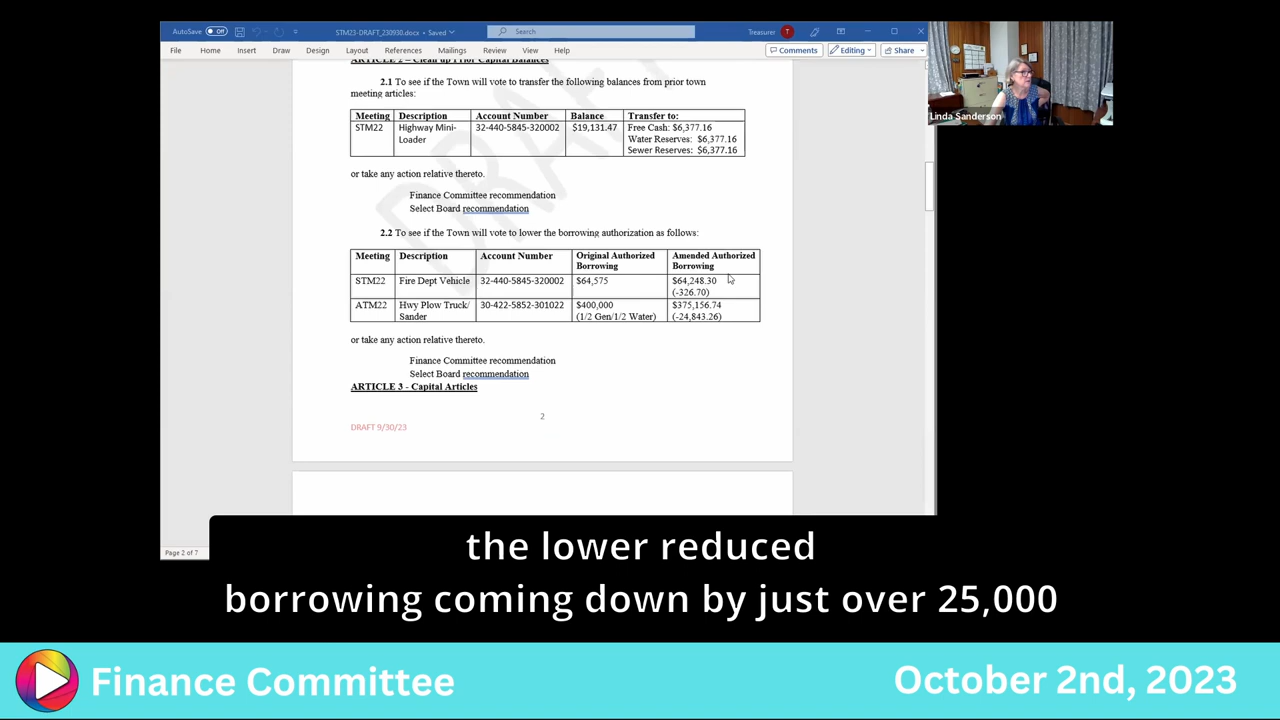 AutoSave Off STM23-DRAFT_230930.docx • Saved Search Treasurer T
File Home Insert Draw Design Layout References Mailings Review View Help Comments Editing Share
ARTICLE 2 – Clean up Prior Capital Balances
2.1 To see if the Town will vote to transfer the following balances from prior town
meeting articles:
Meeting Description Account Number Balance Transfer to:
STM22 Highway Mini- 32-440-5845-320002 $19,131.47 Free Cash: $6,377.16
Loader Water Reserves: $6,377.16
Sewer Reserves: $6,377.16
or take any action relative thereto.
Finance Committee recommendation
Select Board recommendation
2.2 To see if the Town will vote to lower the borrowing authorization as follows:
Meeting Description Account Number Original Authorized Amended Authorized
Borrowing Borrowing
STM22 Fire Dept Vehicle 32-440-5845-320002 $64,575 $64,248.30
(-326.70)
ATM22 Hwy Plow Truck/ 30-422-5852-301022 $400,000 $375,156.74
Sander (1/2 Gen/1/2 Water) (-24,843.26)
or take any action relative thereto.
Finance Committee recommendation
Select Board recommendation
ARTICLE 3 - Capital Articles
2
DRAFT 9/30/23
DRAFT
Page 2 of 7
Linda Sanderson
the lower reduced
borrowing coming down by just over 25,000
Finance Committee
October 2nd, 2023